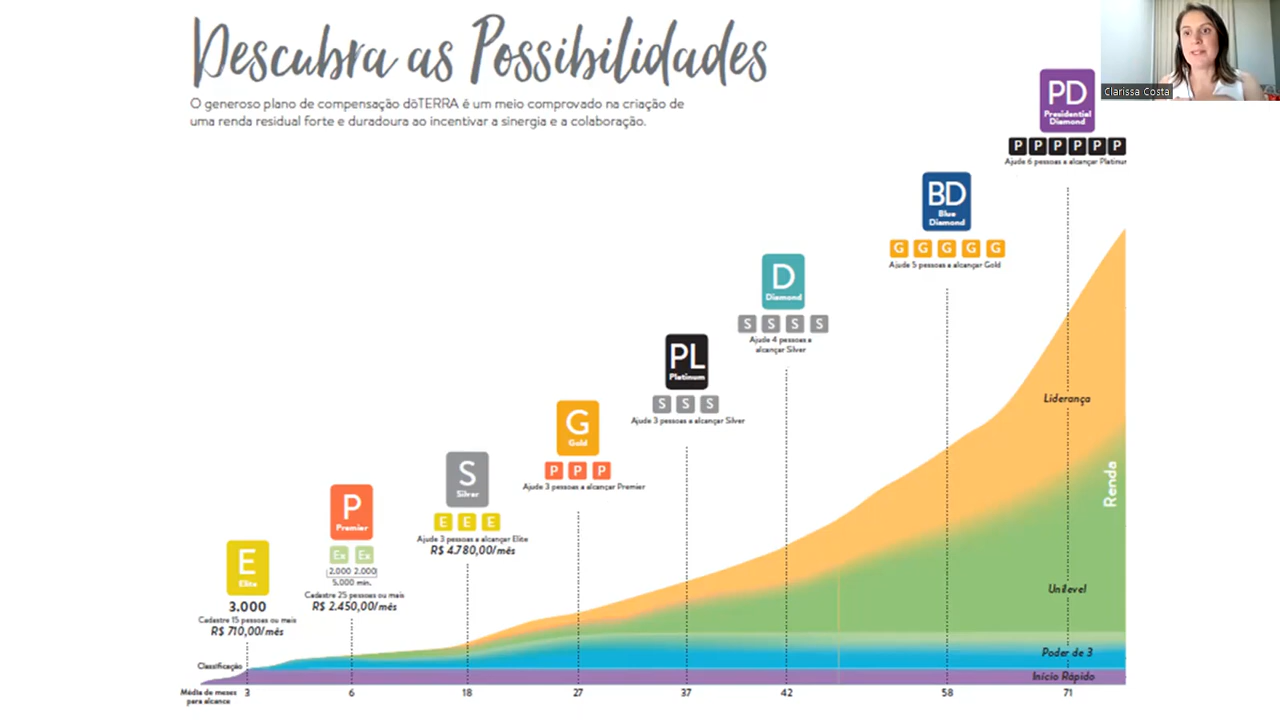 Descubra as Possibilidades
O generoso plano de compensação dōTERRA é um meio comprovado na criação de
uma renda residual forte e duradoura ao incentivar a sinergia e a colaboração.
Clarissa Costa
PD
Presidential
Diamond
P P P P P P
Ajude 6 pessoas a alcançar Platinum
BD
Blue
Diamond
G G G G G
Ajude 5 pessoas a alcançar Gold
D
Diamond
S S S S
Ajude 4 pessoas a
alcançar Silver
PL
Platinum
S S S
Ajude 3 pessoas a alcançar Silver
G
Gold
P P P
Ajude 3 pessoas a alcançar Premier
S
Silver
E E E
Ajude 3 pessoas a alcançar Elite
R$ 4.780,00/mês
P
Premier
Ex Ex
2.000 2.000
5.000 min.
Cadastre 25 pessoas ou mais
R$ 2.450,00/mês
E
Elite
3.000
Cadastre 15 pessoas ou mais
R$ 710,00/mês
Liderança
Renda
Unilevel
Poder de 3
Início Rápido
Classificação
Média de meses
para alcance
3 6 18 27 37 42 58 71